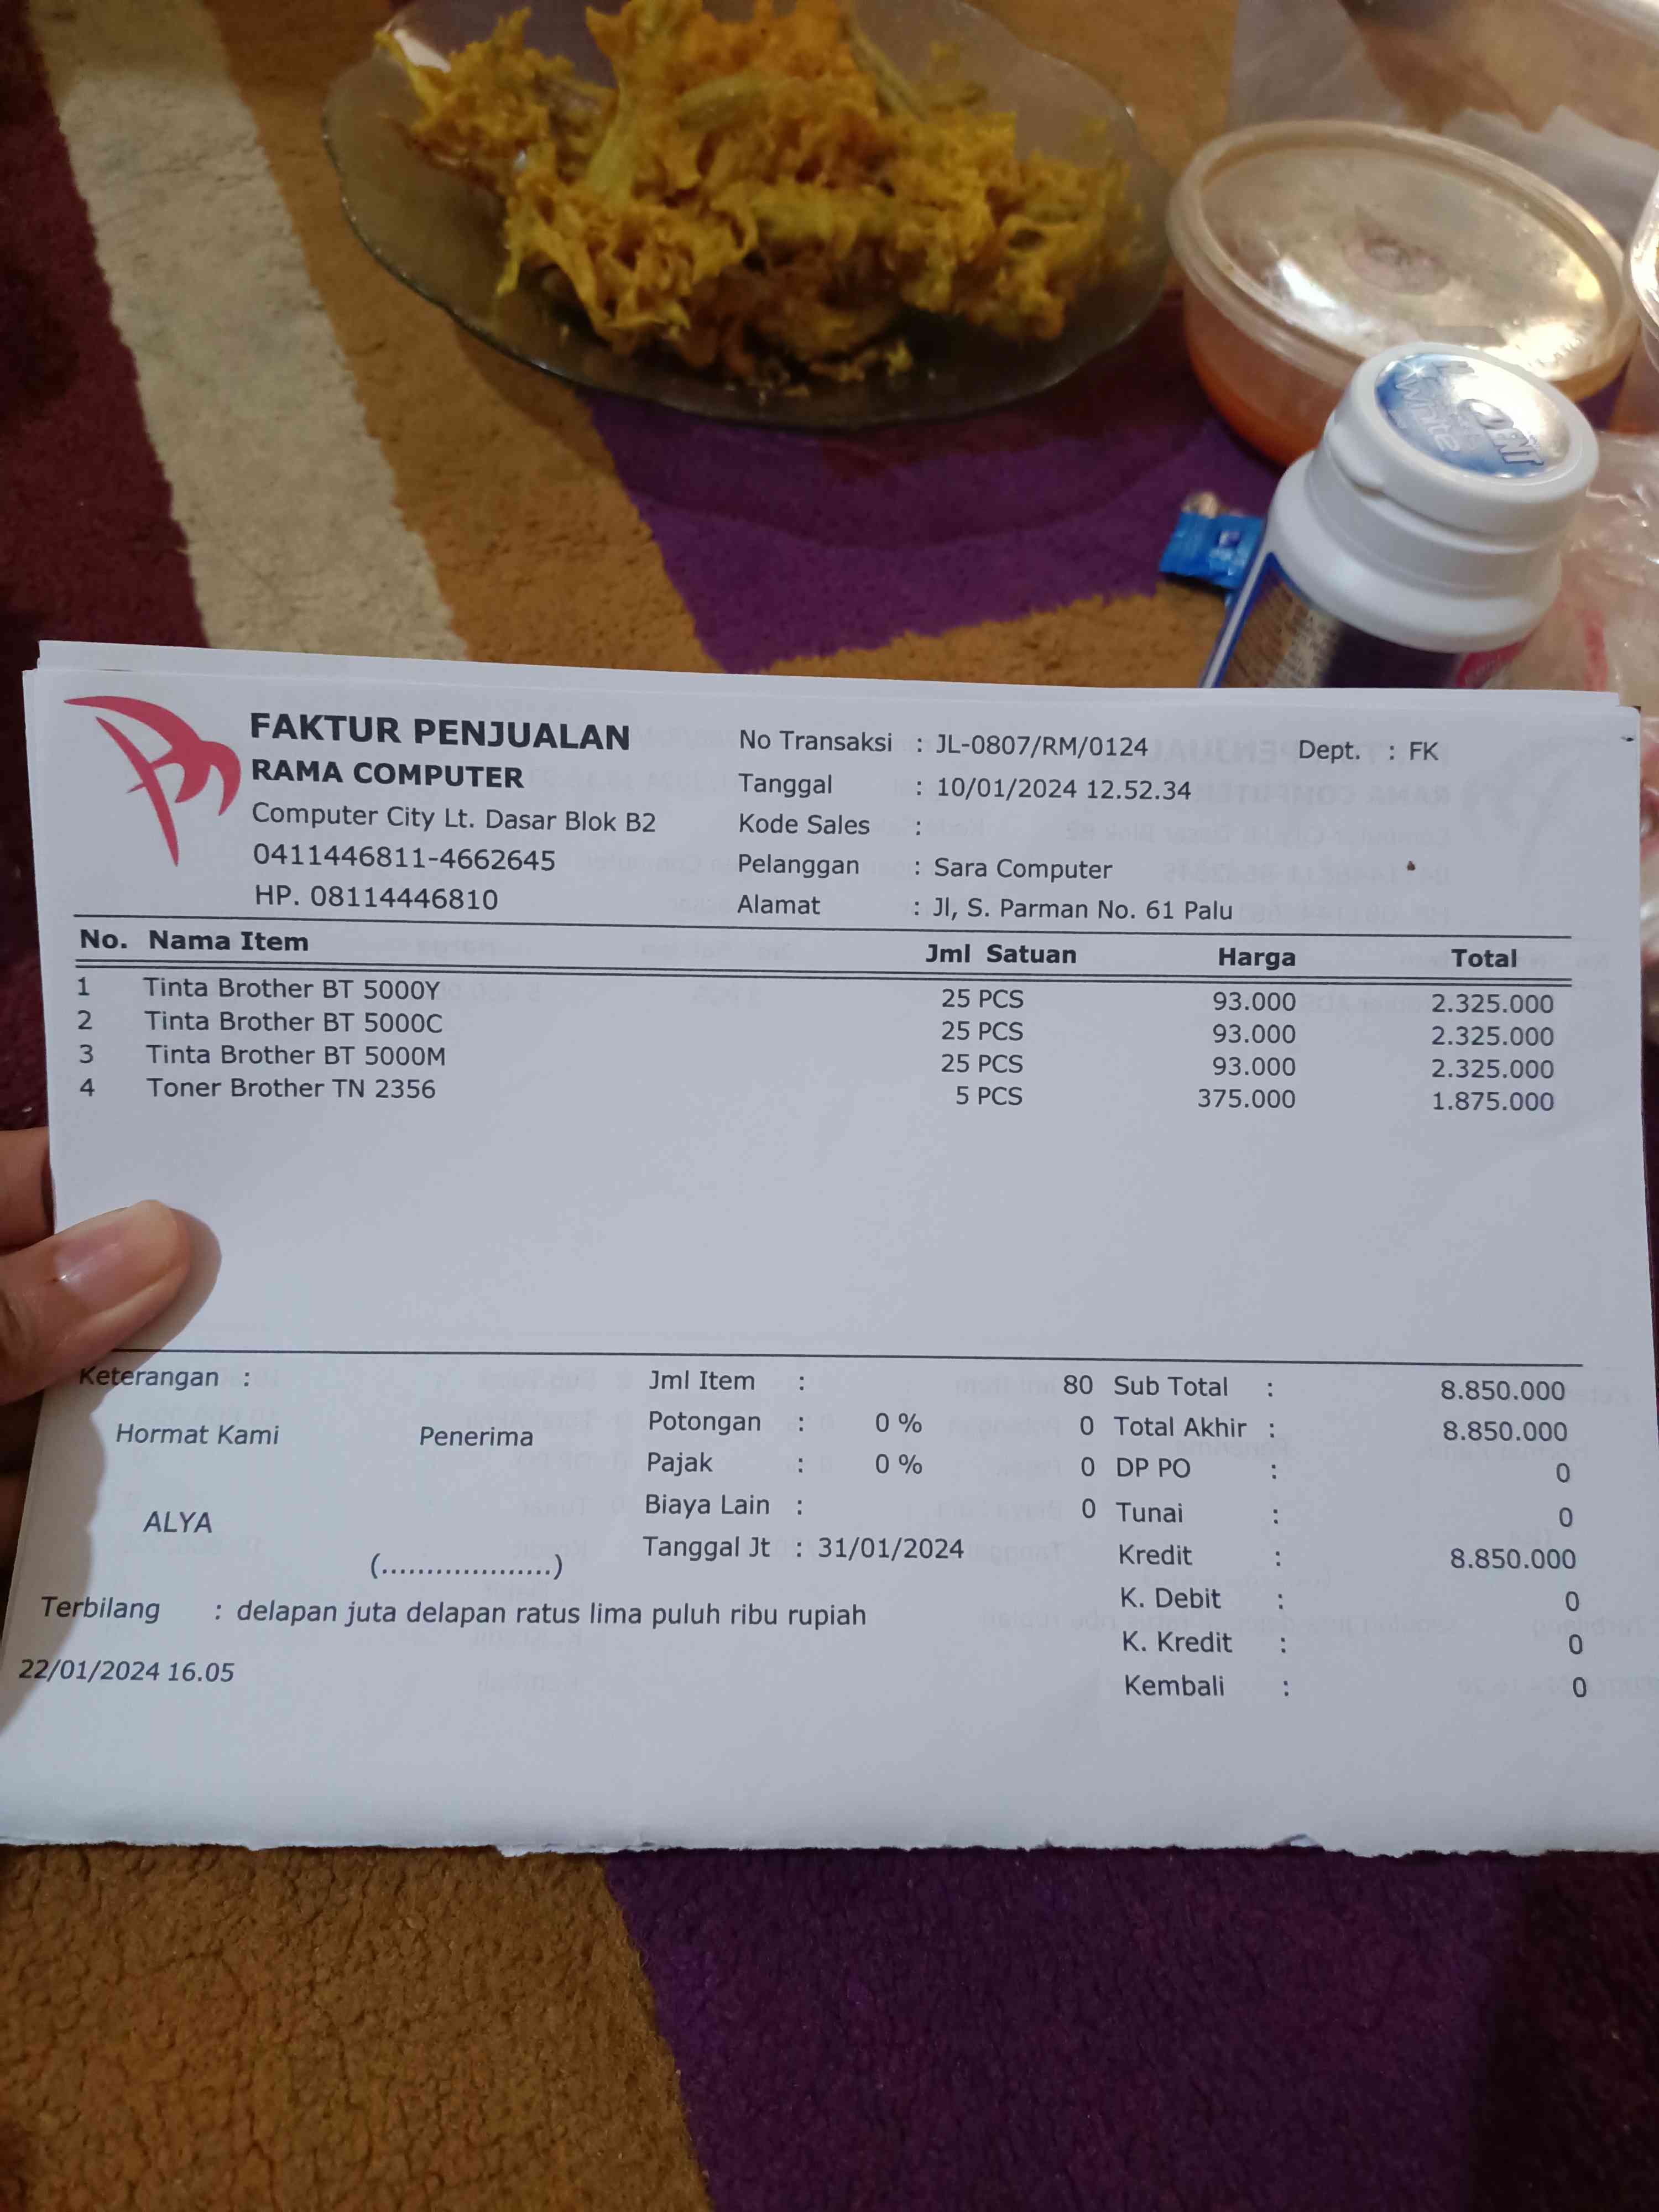 White
FAKTUR PENJUALAN
RAMA COMPUTER
Computer City Lt. Dasar Blok B2
0411446811-4662645
HP. 08114446810
No Transaksi : JL-0807/RM/0124 Dept. : FK
Tanggal : 10/01/2024 12.52.34
Kode Sales :
Pelanggan : Sara Computer
Alamat : Jl, S. Parman No. 61 Palu
No. Nama Item Jml Satuan Harga Total
1 Tinta Brother BT 5000Y 25 PCS 93.000 2.325.000
2 Tinta Brother BT 5000C 25 PCS 93.000 2.325.000
3 Tinta Brother BT 5000M 25 PCS 93.000 2.325.000
4 Toner Brother TN 2356 5 PCS 375.000 1.875.000
Keterangan :
Hormat Kami Penerima
ALYA
(...................)
Jml Item : 80
Potongan : 0 % 0
Pajak : 0 % 0
Biaya Lain : 0
Tanggal Jt : 31/01/2024
Sub Total : 8.850.000
Total Akhir : 8.850.000
DP PO : 0
Tunai : 0
Kredit : 8.850.000
K. Debit : 0
K. Kredit : 0
Kembali : 0
Terbilang : delapan juta delapan ratus lima puluh ribu rupiah
22/01/2024 16.05